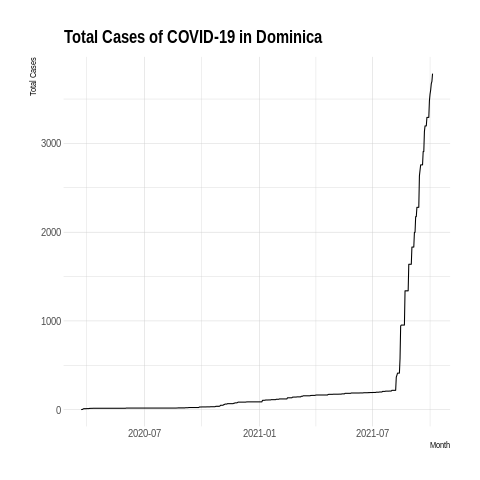 Total Cases of COVID-19 in Dominica
Total Cases
3000
2000
1000
0
2020-07 2021-01 2021-07
Month